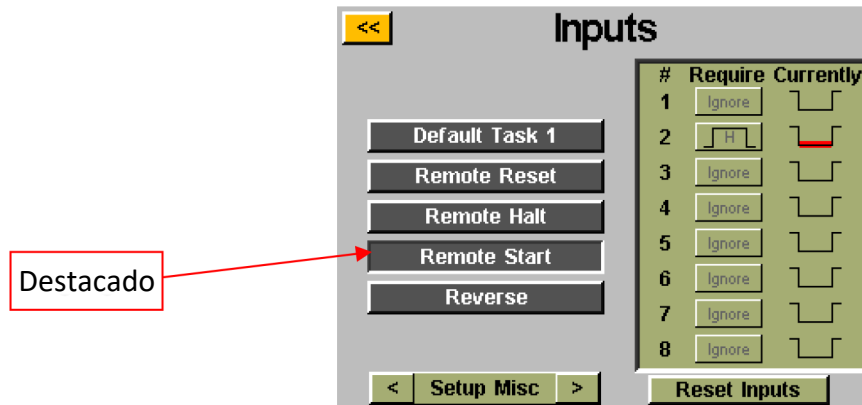 <<
Inputs
# Require Currently
1 Ignore
2 H
3 Ignore
4 Ignore
5 Ignore
6 Ignore
7 Ignore
8 Ignore
Default Task 1
Remote Reset
Remote Halt
Remote Start
Reverse
Destacado
< Setup Misc >
Reset Inputs